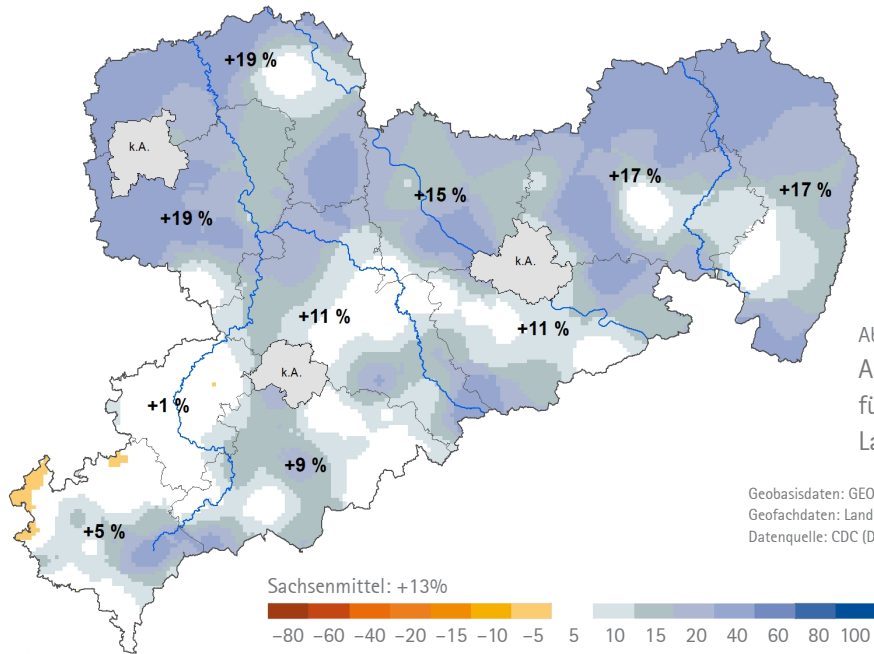 +19 %
k.A.
+17 %
+17 %
+15 %
+19 %
k.A.
+11 %
+11 %
k.A.
+1 %
+9 %
+5 %
Geobasisdaten: GEO
Geofachdaten: Land
Datenquelle: CDC (D
Sachsenmittel: +13%
−80 −60 −40 −20 −15 −10 −5 5 10 15 20 40 60 80 100